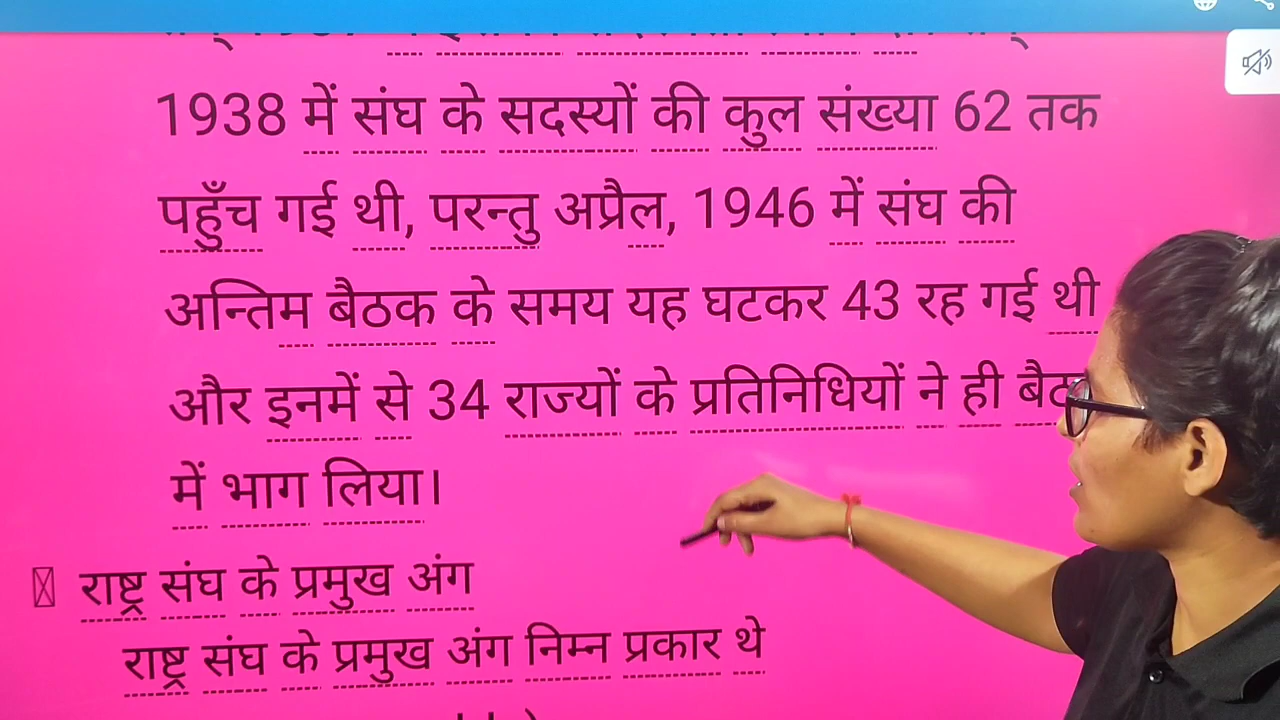 1938 में संघ के सदस्यों की कुल संख्या 62 तक
पहुँच गई थी, परन्तु अप्रैल, 1946 में संघ की
अन्तिम बैठक के समय यह घटकर 43 रह गई थी
और इनमें से 34 राज्यों के प्रतिनिधियों ने ही
में भाग लिया।
राष्ट्र संघ के प्रमुख अंग
राष्ट्र संघ के प्रमुख अंग निम्न प्रकार थे